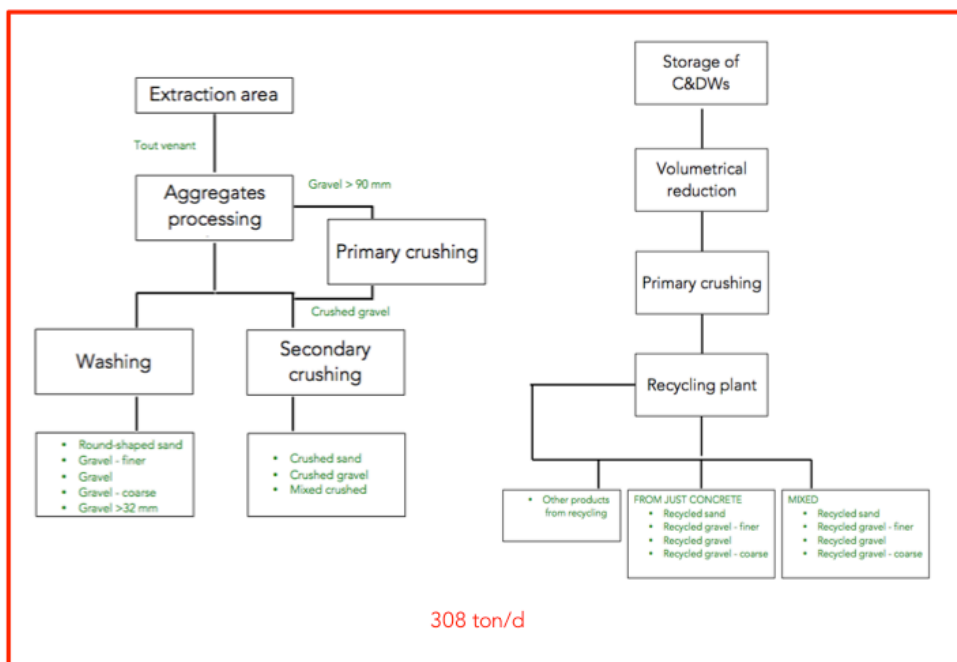 Extraction area
Tout venant
Aggregates
processing
Gravel > 90 mm
Primary crushing
Crushed gravel
Washing
Secondary
crushing
• Round-shaped sand
• Gravel - finer
• Gravel
• Gravel - coarse
• Gravel >32 mm
• Crushed sand
• Crushed gravel
• Mixed crushed
Storage of
C&DWs
Volumetrical
reduction
Primary crushing
Recycling plant
• Other products
from recycling
FROM JUST CONCRETE
• Recycled sand
• Recycled gravel - finer
• Recycled gravel
• Recycled gravel - coarse
MIXED
• Recycled sand
• Recycled gravel - finer
• Recycled gravel
• Recycled gravel - coarse
308 ton/d